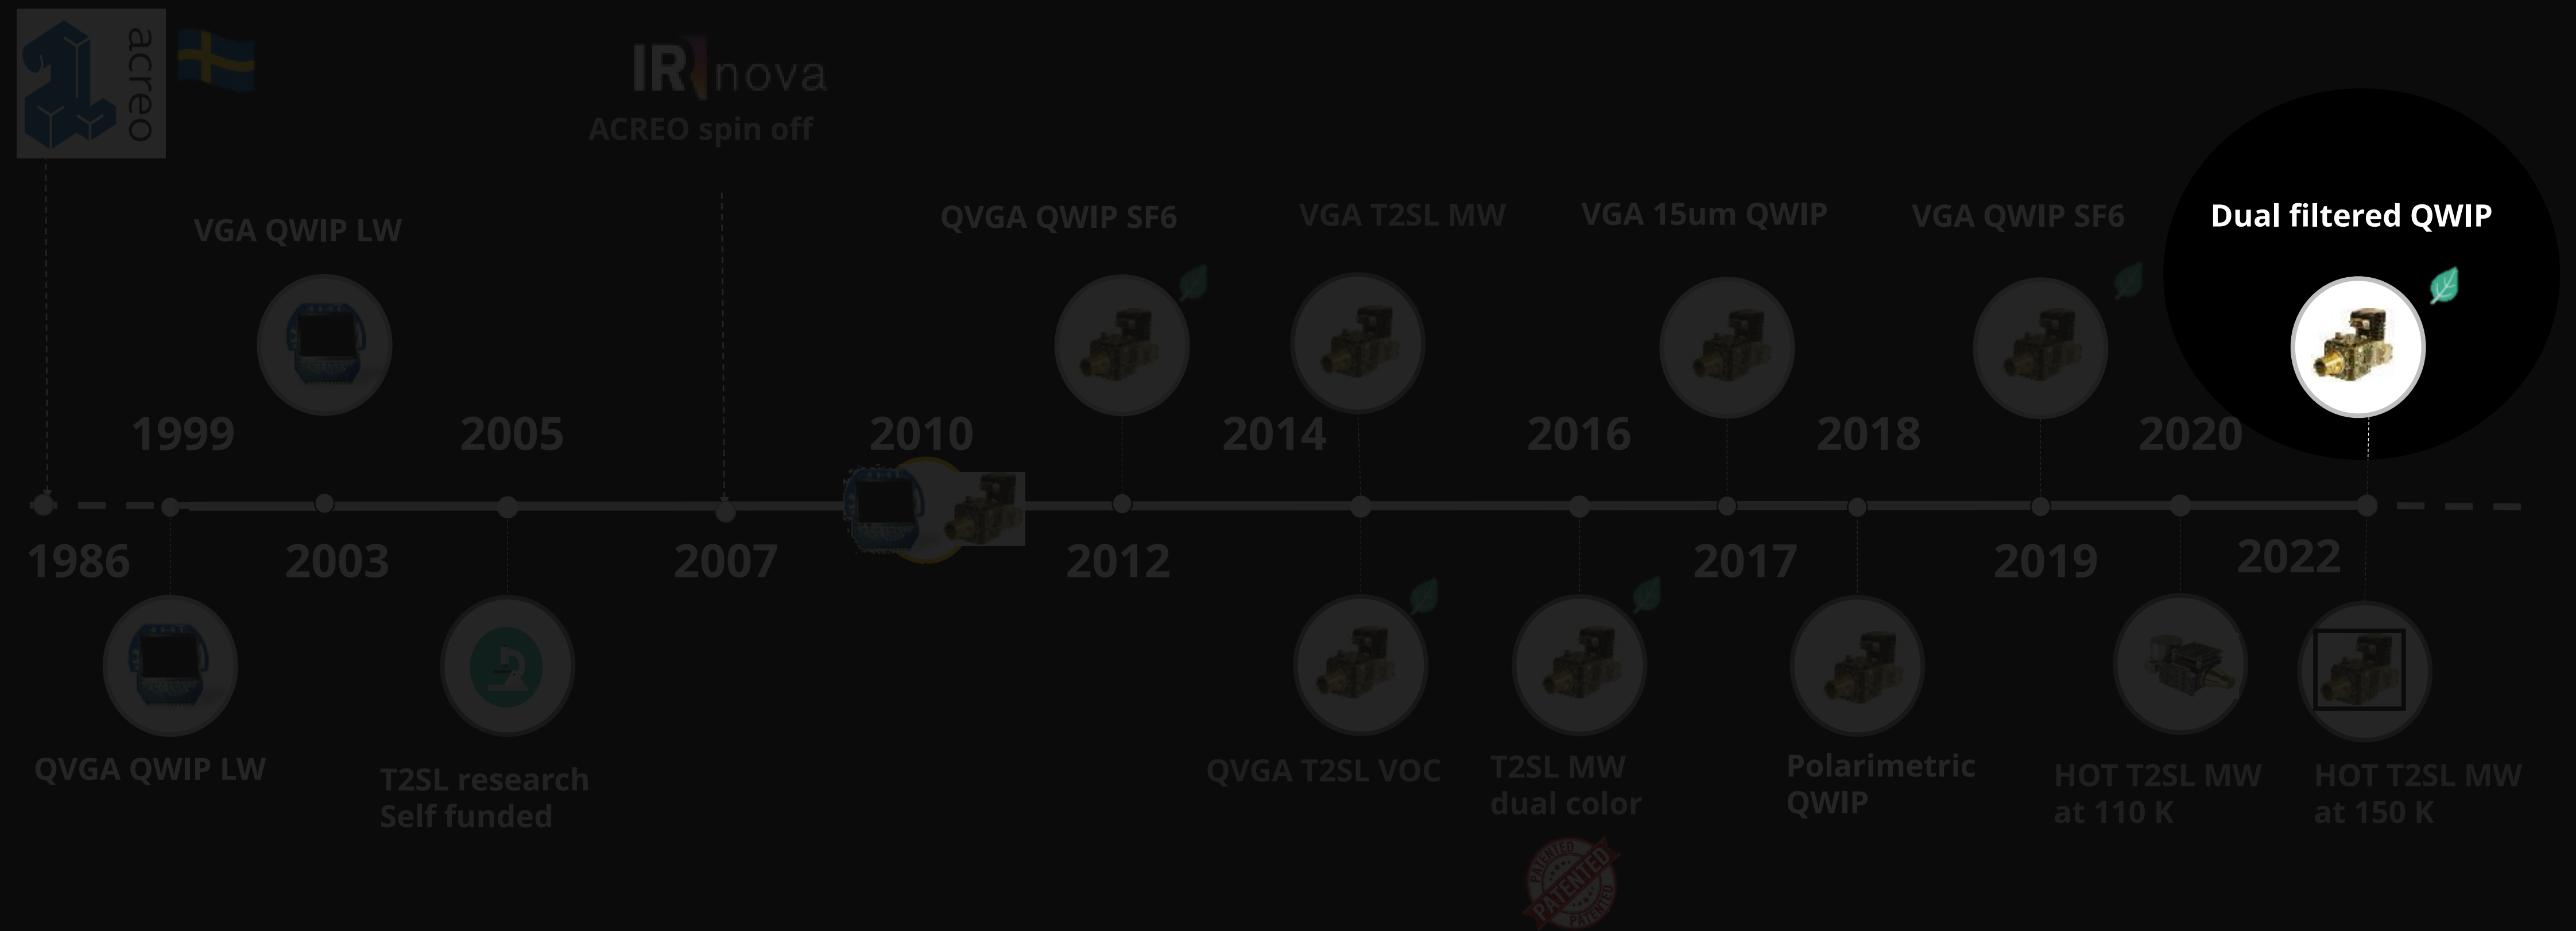 acreo
IRnova
ACREO spin off
VGA QWIP LW
QVGA QWIP SF6
VGA T2SL MW
VGA 15um QWIP
VGA QWIP SF6
Dual filtered QWIP
1999
2005
2010
2014
2016
2018
2020
1986
2003
2007
2012
2017
2019
2022
QVGA QWIP LW
T2SL research
Self funded
QVGA T2SL VOC
T2SL MW
dual color
Polarimetric
QWIP
HOT T2SL MW
at 110 K
HOT T2SL MW
at 150 K
PATENTED
PATENTED
PATENTED